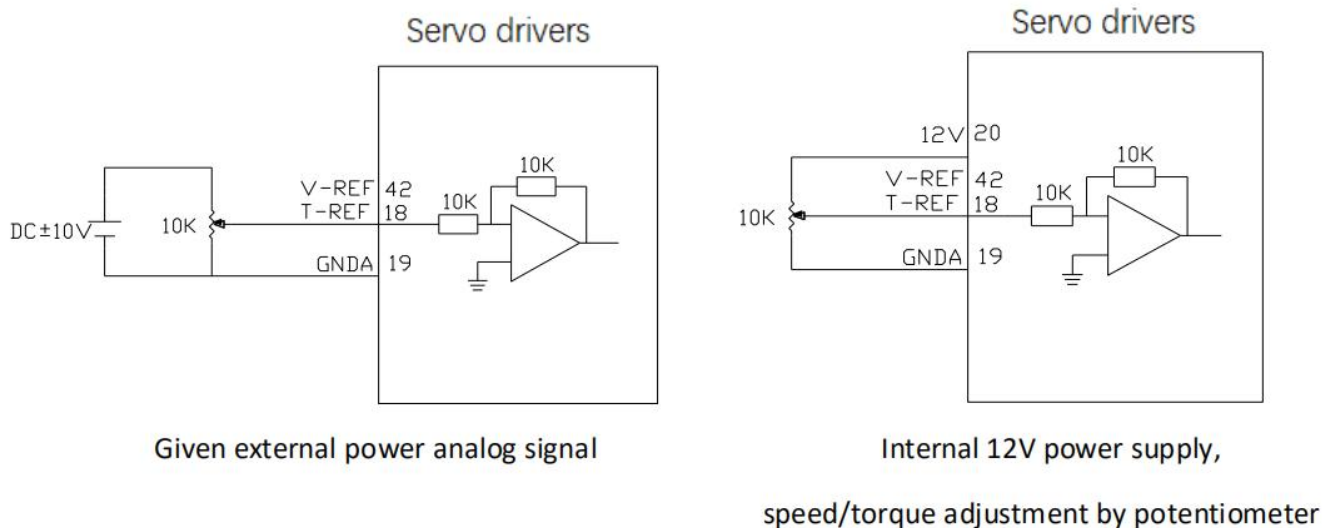 Servo drivers
10K
V-REF 42
10K
T-REF 18
DC±10V
10K
GNDA 19
Given external power analog signal
Servo drivers
12V 20
10K
V-REF 42
10K
T-REF 18
10K
GNDA 19
Internal 12V power supply,
speed/torque adjustment by potentiometer